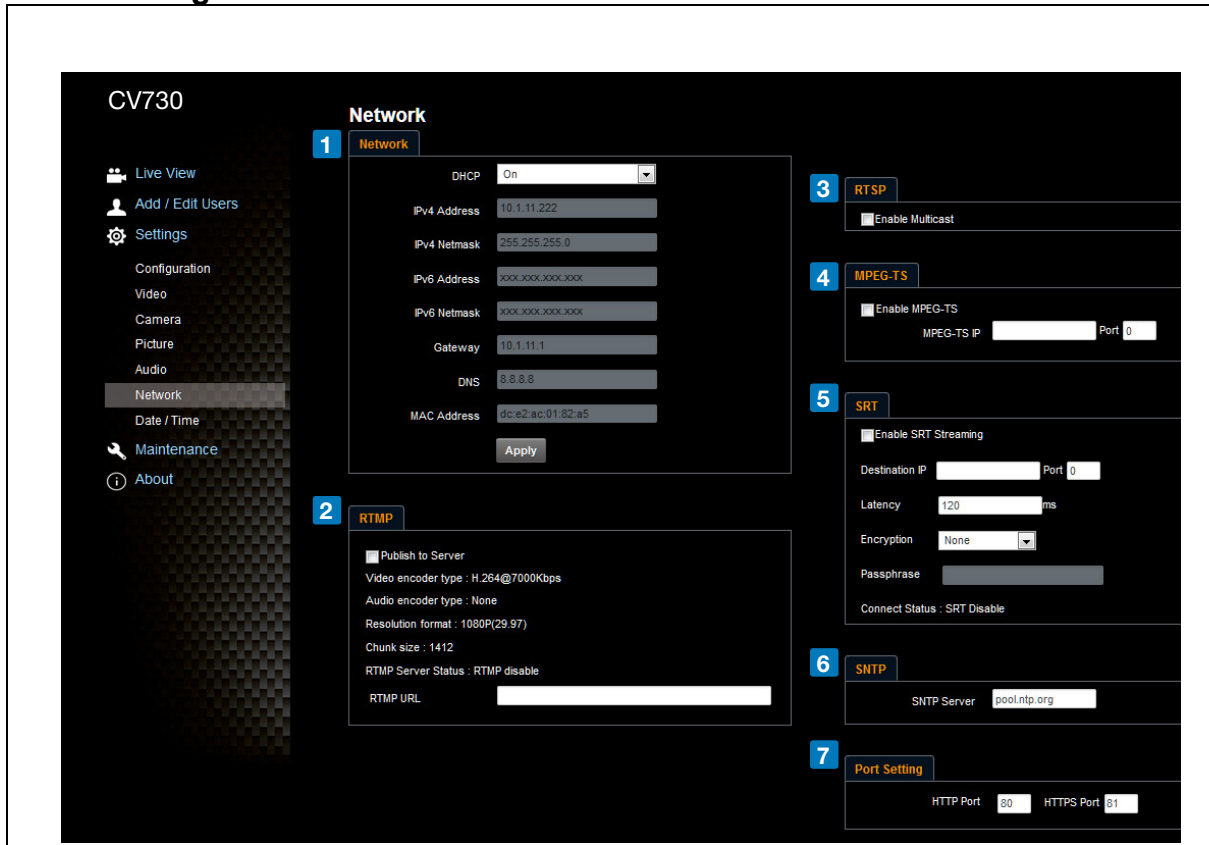 CV730
Live View
Add / Edit Users
Settings
Configuration
Video
Camera
Picture
Audio
Network
Date / Time
Maintenance
About
Network
1 Network
DHCP On
IPv4 Address 10.1.11.222
IPv4 Netmask 255.255.255.0
IPv6 Address xxx.xxx.xxx.xxx
IPv6 Netmask xxx.xxx.xxx.xxx
Gateway 10.1.11.1
DNS 8.8.8.8
MAC Address dc:e2:ac:01:82:a5
Apply
2 RTMP
Publish to Server
Video encoder type : H.264@7000Kbps
Audio encoder type : None
Resolution format : 1080P(29.97)
Chunk size : 1412
RTMP Server Status : RTMP disable
RTMP URL
3 RTSP
Enable Multicast
4 MPEG-TS
Enable MPEG-TS
MPEG-TS IP Port 0
5 SRT
Enable SRT Streaming
Destination IP Port 0
Latency 120 ms
Encryption None
Passphrase
Connect Status : SRT Disable
6 SNTP
SNTP Server pool.ntp.org
7 Port Setting
HTTP Port 80 HTTPS Port 81